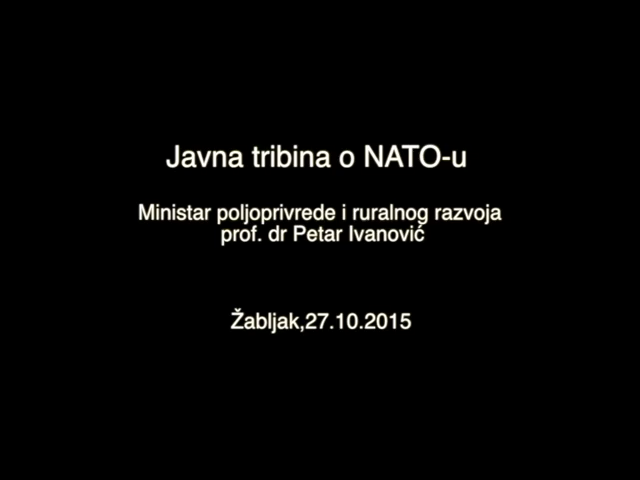 Javna tribina o NATO-u
Ministar poljoprivrede i ruralnog razvoja
prof. dr Petar Ivanović
Žabljak,27.10.2015